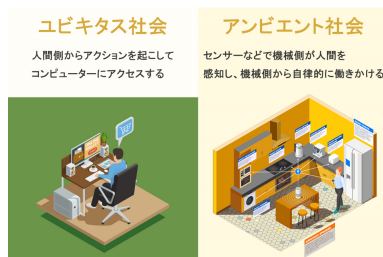 ユビキタス社会
人間側からアクションを起こして
コンピューターにアクセスする
アンビエント社会
センサーなどで機械側が人間を
感知し、機械側から自律的に働きかける